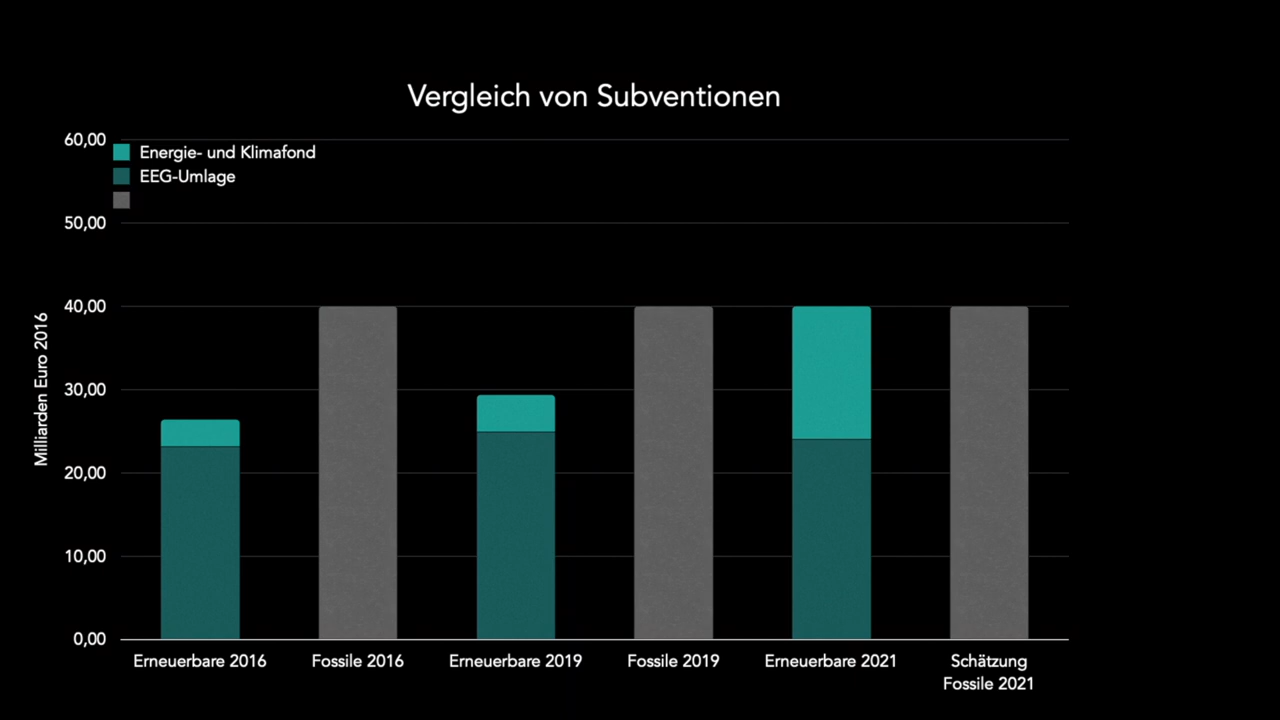 Vergleich von Subventionen
60,00
Energie- und Klimafond
EEG-Umlage
50,00
40,00
30,00
20,00
10,00
0,00
Milliarden Euro 2016
Erneuerbare 2016
Fossile 2016
Erneuerbare 2019
Fossile 2019
Erneuerbare 2021
Schätzung
Fossile 2021